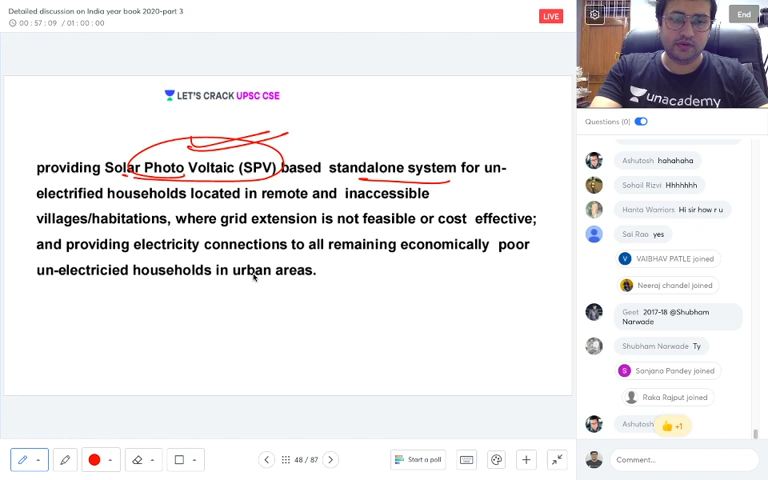 Detailed discussion on India year book 2020-part 3
00 : 57 : 09 / 01 : 00 : 00
LIVE
End
LET'S CRACK UPSC CSE
providing Solar Photo Voltaic (SPV) based standalone system for un-
electrified households located in remote and inaccessible
villages/habitations, where grid extension is not feasible or cost effective;
and providing electricity connections to all remaining economically poor
un-electricied households in urban areas.
unacademy
Questions (0)
Ashutosh hahahaha
Sohail Rizvi Hhhhhhh
Hanta Warriors Hi sir how r u
Sai Rao yes
V VAIBHAV PATLE joined
Neeraj chandel joined
Geet 2017-18 @Shubham
Narwade
Shubham Narwade Ty
S Sanjana Pandey joined
Raka Rajput joined
Ashutosh
+1
48 / 87
Start a poll
Comment...